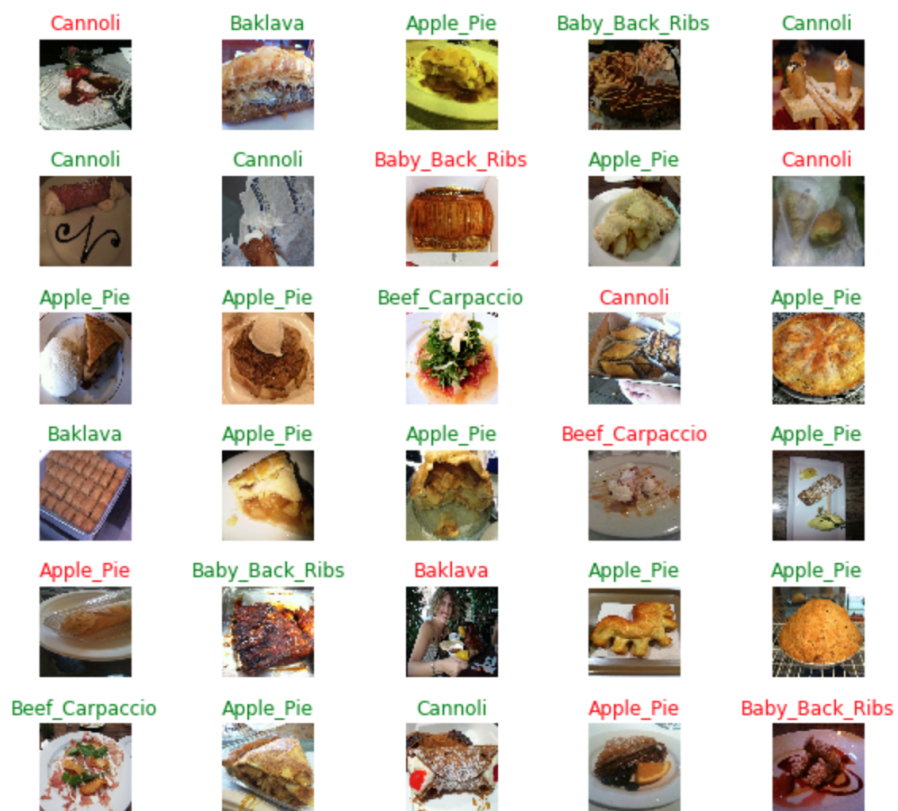 Cannoli Baklava Apple_Pie Baby_Back_Ribs Cannoli
Cannoli Cannoli Baby_Back_Ribs Apple_Pie Cannoli
Apple_Pie Apple_Pie Beef_Carpaccio Cannoli Apple_Pie
Baklava Apple_Pie Apple_Pie Beef_Carpaccio Apple_Pie
Apple_Pie Baby_Back_Ribs Baklava Apple_Pie Apple_Pie
Beef_Carpaccio Apple_Pie Cannoli Apple_Pie Baby_Back_Ribs